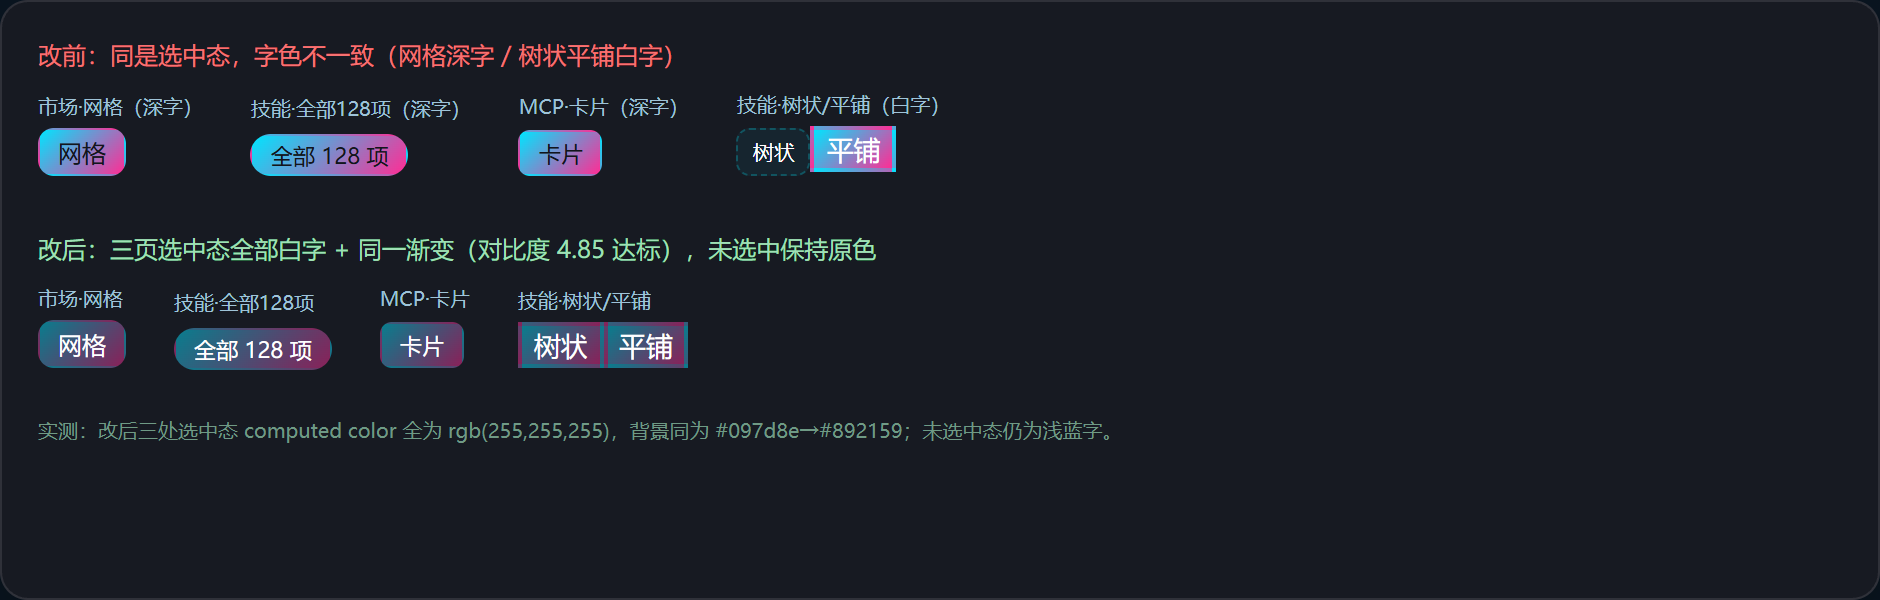 改前：同是选中态，字色不一致（网格深字 / 树状平铺白字）
市场·网格（深字） 技能·全部128项（深字） MCP·卡片（深字） 技能·树状/平铺（白字）
网格 全部 128 项 卡片 树状 平铺
改后：三页选中态全部白字 + 同一渐变（对比度 4.85 达标），未选中保持原色
市场·网格 技能·全部128项 MCP·卡片 技能·树状/平铺
网格 全部 128 项 卡片 树状 平铺
实测：改后三处选中态 computed color 全为 rgb(255,255,255)，背景同为 #097d8e→#892159；未选中态仍为浅蓝字。